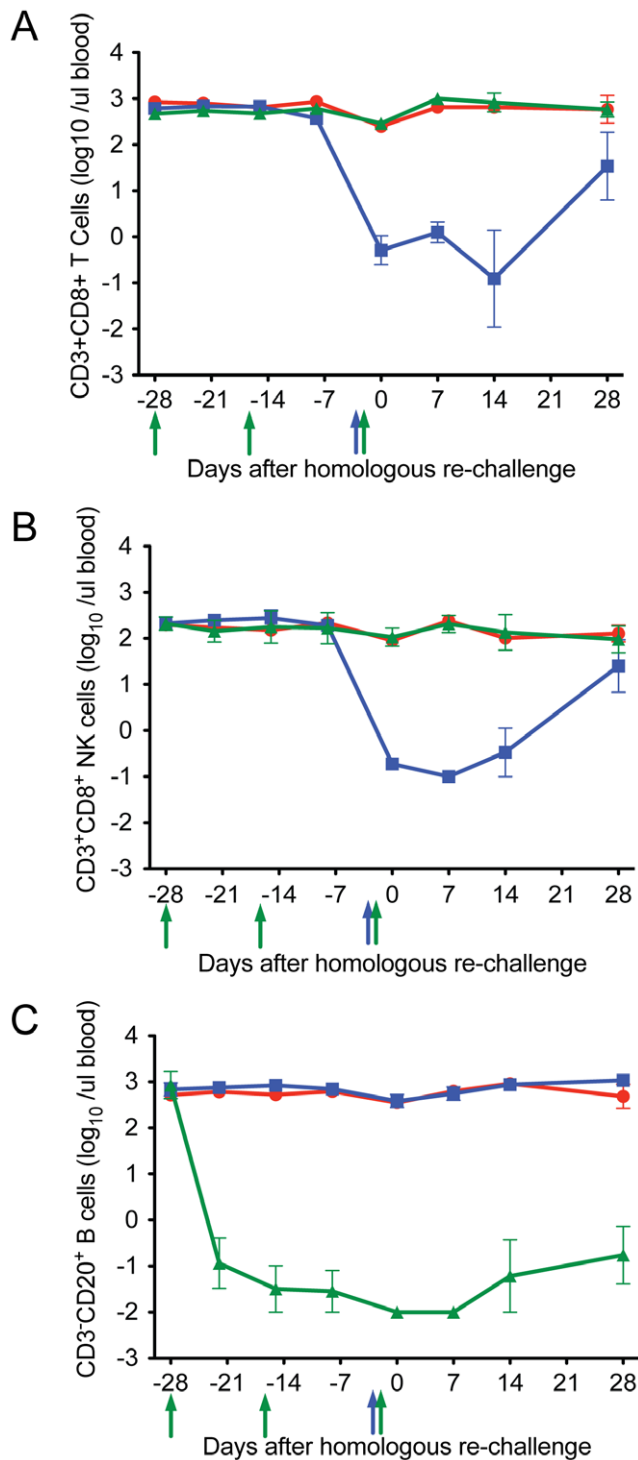 A
CD3+CD8+ T Cells (log10 /ul blood)
4
3
2
1
0
-1
-2
-3
-28 -21 -14 -7 0 7 14 21 28
Days after homologous re-challenge
B
CD3⁺CD8⁺ NK cells (log₁₀ /ul blood)
4
3
2
1
0
-1
-2
-3
-28 -21 -14 -7 0 7 14 21 28
Days after homologous re-challenge
C
CD3⁻CD20⁺ B cells (log₁₀ /ul blood)
4
3
2
1
0
-1
-2
-3
-28 -21 -14 -7 0 7 14 21 28
Days after homologous re-challenge